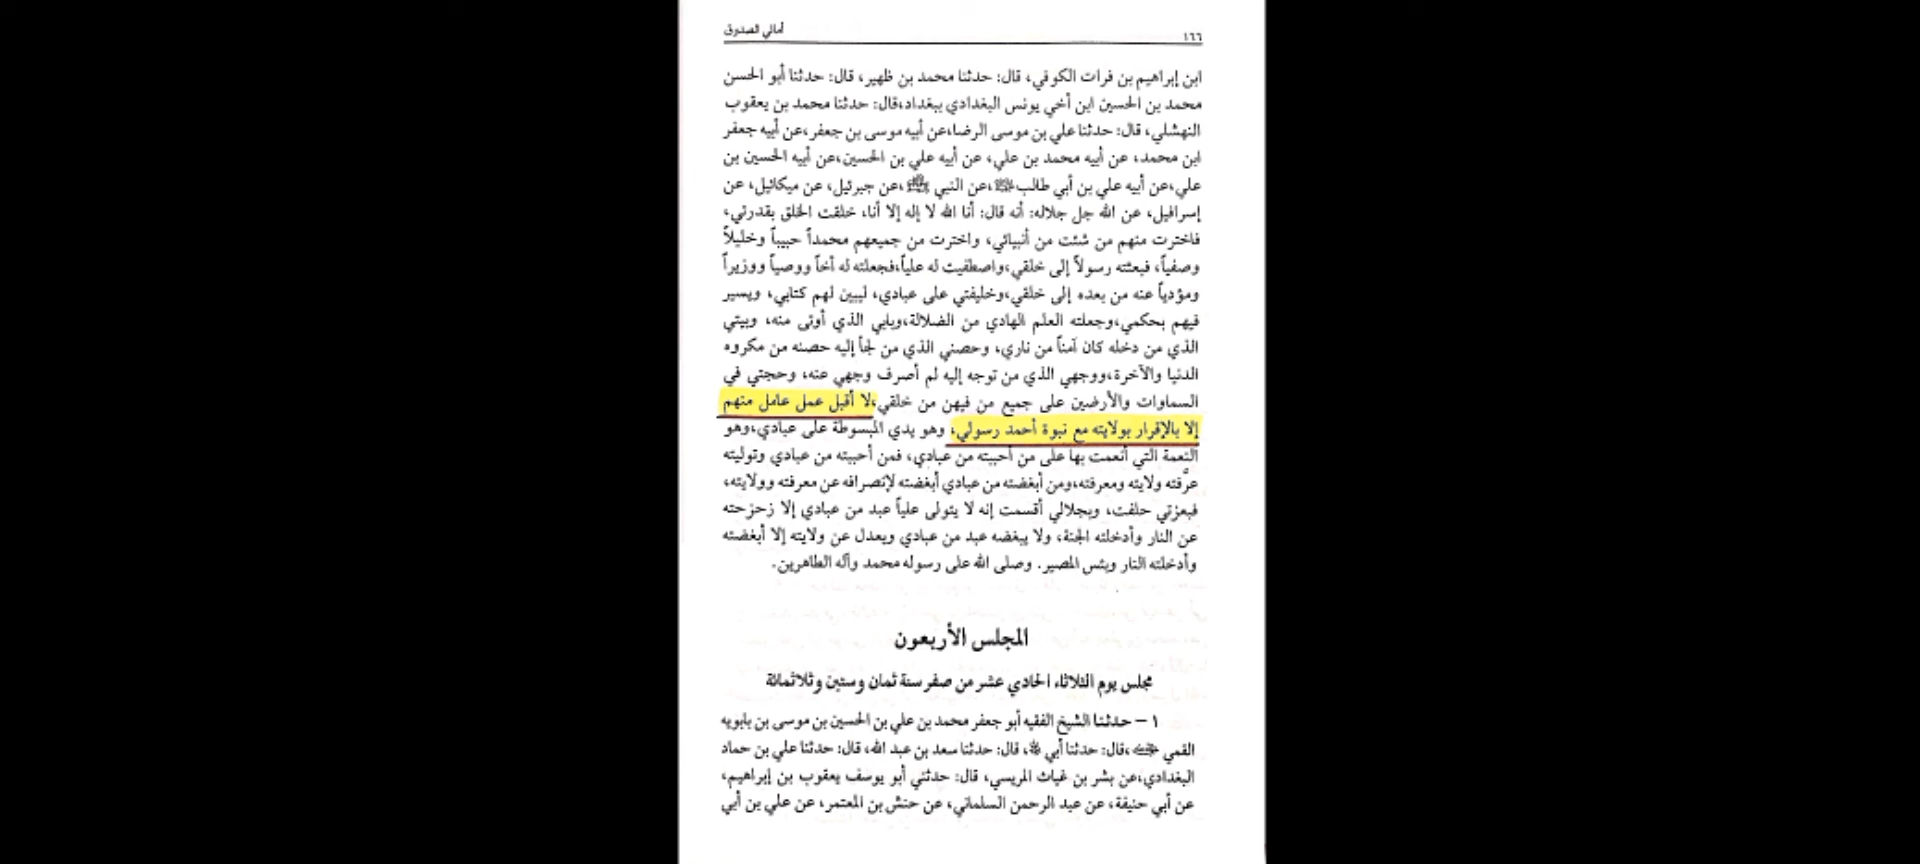 ١٦٦ أمالي الصدوق
ابن إبراهيم بن فرات الكوفي، قال: حدثنا محمد بن ظهير، قال: حدثنا أبو الحسن
محمد بن الحسين ابن أخي يونس البغدادي ببغداد،قال: حدثنا محمد بن يعقوب
النهشلي، قال: حدثنا علي بن موسى الرضا،عن أبيه موسى بن جعفر،عن أبيه جعفر
ابن محمد، عن أبيه محمد بن علي، عن أبيه علي بن الحسين،عن أبيه الحسين بن
علي،عن أبيه علي بن أبي طالب ،عن النبي ﷺ،عن جبرئيل، عن ميكائيل، عن
إسرافيل، عن الله جل جلاله: أنه قال: أنا الله لا إله إلا أنا، خلقت الخلق بقدرتي،
فاخترت منهم من شئت من أنبيائي، واخترت من جميعهم محمداً حبيباً وخليلاً
وصفياً، فبعثته رسولاً إلى خلقي،واصطفيت له علياً،فجعلته له أخاً ووصياً ووزيراً
ومؤدياً عنه من بعده إلى خلقي،وخليفتي على عبادي، ليبين لهم كتابي، ويسير
فيهم بحكمي،وجعلته العلم الهادي من الضلالة،وبابي الذي أوتى منه، وبيتي
الذي من دخله كان آمناً من ناري، وحصني الذي من لجأ إليه حصنه من مكروه
الدنيا والآخرة،ووجهي الذي من توجه إليه لم أصرف وجهي عنه، وحجتي في
السماوات والأرضين على جميع من فيهن من خلقي،لا أقبل عمل عامل منهم
إلا بالإقرار بولايته مع نبوة أحمد رسولي، وهو يدي المبسوطة على عبادي،وهو
النعمة التي أنعمت بها على من أحببته من عبادي، فمن أحببته من عبادي وتوليته
عرّفته ولايته ومعرفته،ومن أبغضته من عبادي أبغضته لإنصرافه عن معرفته وولايته،
فبعزتي حلفت، وبجلالي أقسمت إنه لا يتولى علياً عبد من عبادي إلا زحزحته
عن النار وأدخلته الجنة، ولا يبغضه عبد من عبادي ويعدل عن ولايته إلا أبغضته
وأدخلته النار وبئس المصير. وصلى الله على رسوله محمد وآله الطاهرين.
المجلس الأربعون
مجلس يوم الثلاثاء الحادي عشر من صفر سنة ثمان وستين وثلاثمائة
١ – حدثنا الشيخ الفقيه أبو جعفر محمد بن علي بن الحسين بن موسى بن بابويه
القمي ،قال: حدثنا أبي ، قال: حدثنا سعد بن عبد الله، قال: حدثنا علي بن حماد
البغدادي،عن بشر بن غياث المريسي، قال: حدثني أبو يوسف يعقوب بن إبراهيم،
عن أبي حنيفة، عن عبد الرحمن السلماني، عن حنش بن المعتمر، عن علي بن أبي